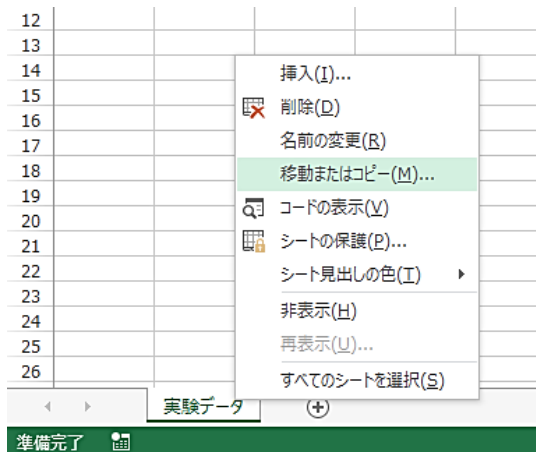 12
13
14
15
16
17
18
19
20
21
22
23
24
25
26
挿入(I)...
削除(D)
名前の変更(R)
移動またはコピー(M)...
コードの表示(V)
シートの保護(P)...
シート見出しの色(T)
非表示(H)
再表示(U)...
すべてのシートを選択(S)
実験データ
準備完了